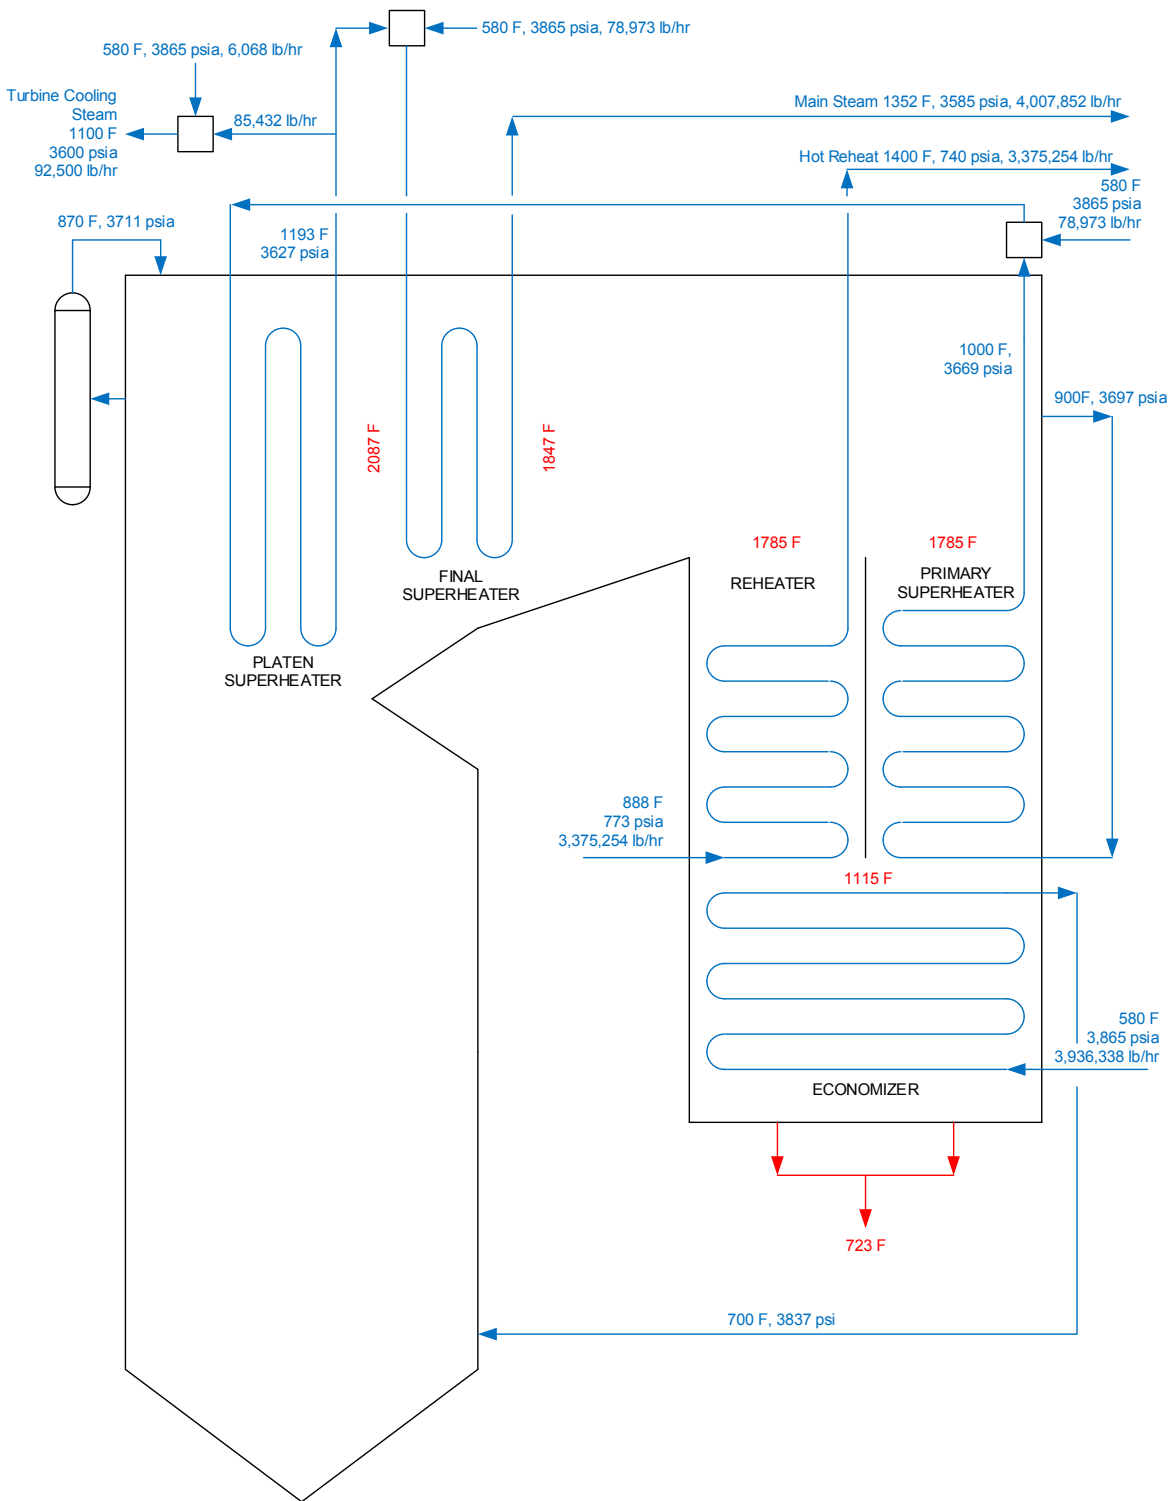 580 F, 3865 psia, 78,973 lb/hr
580 F, 3865 psia, 6,068 lb/hr
Turbine Cooling
Steam
1100 F
3600 psia
92,500 lb/hr
85,432 lb/hr
Main Steam 1352 F, 3585 psia, 4,007,852 lb/hr
Hot Reheat 1400 F, 740 psia, 3,375,254 lb/hr
580 F
3865 psia
78,973 lb/hr
870 F, 3711 psia
1193 F
3627 psia
1000 F,
3669 psia
900F, 3697 psia
2087 F
1847 F
1785 F
1785 F
FINAL
SUPERHEATER
REHEATER
PRIMARY
SUPERHEATER
PLATEN
SUPERHEATER
888 F
773 psia
3,375,254 lb/hr
1115 F
580 F
3,865 psia
3,936,338 lb/hr
ECONOMIZER
723 F
700 F, 3837 psi